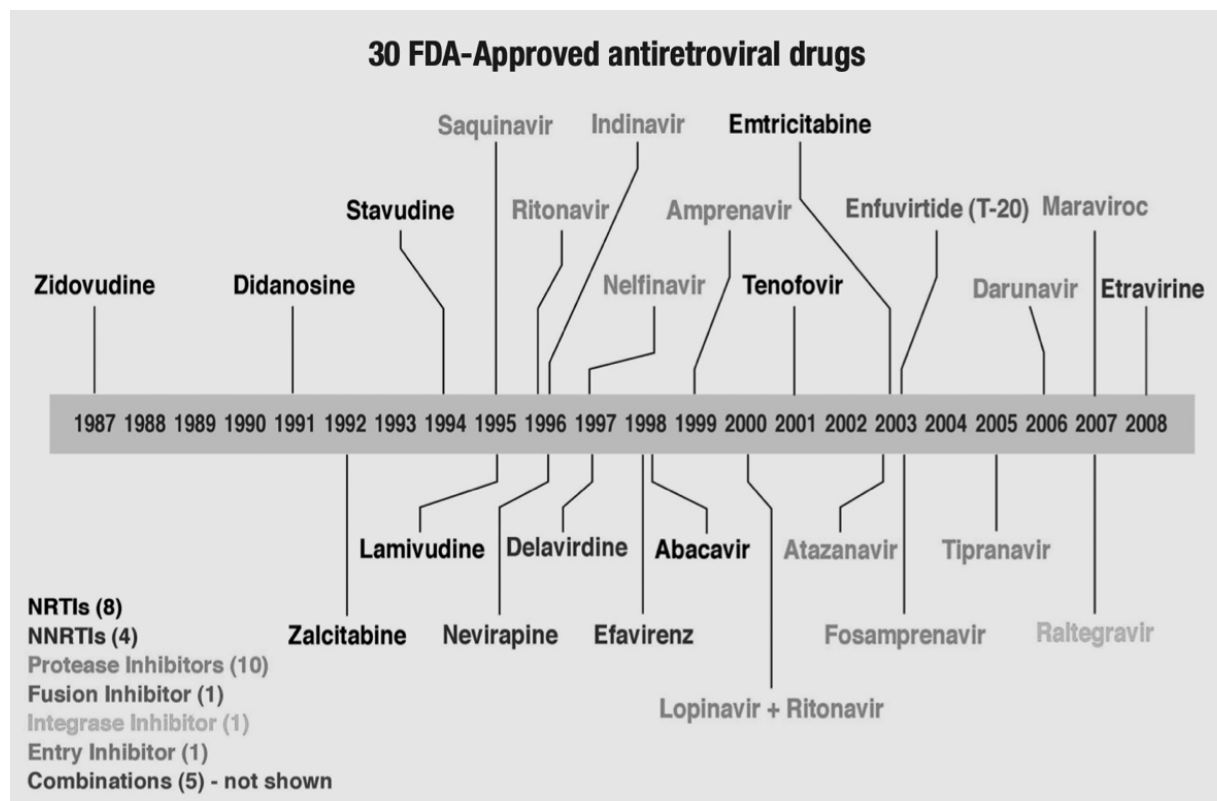 30 FDA-Approved antiretroviral drugs
Saquinavir Indinavir Emtricitabine
Stavudine Ritonavir Amprenavir Enfuvirtide (T-20) Maraviroc
Zidovudine Didanosine Nelfinavir Tenofovir Darunavir Etravirine
1987 1988 1989 1990 1991 1992 1993 1994 1995 1996 1997 1998 1999 2000 2001 2002 2003 2004 2005 2006 2007 2008
Lamivudine Delavirdine Abacavir Atazanavir Tipranavir
Zalcitabine Nevirapine Efavirenz Fosamprenavir Raltegravir
Lopinavir + Ritonavir
NRTIs (8)
NNRTIs (4)
Protease Inhibitors (10)
Fusion Inhibitor (1)
Integrase Inhibitor (1)
Entry Inhibitor (1)
Combinations (5) - not shown